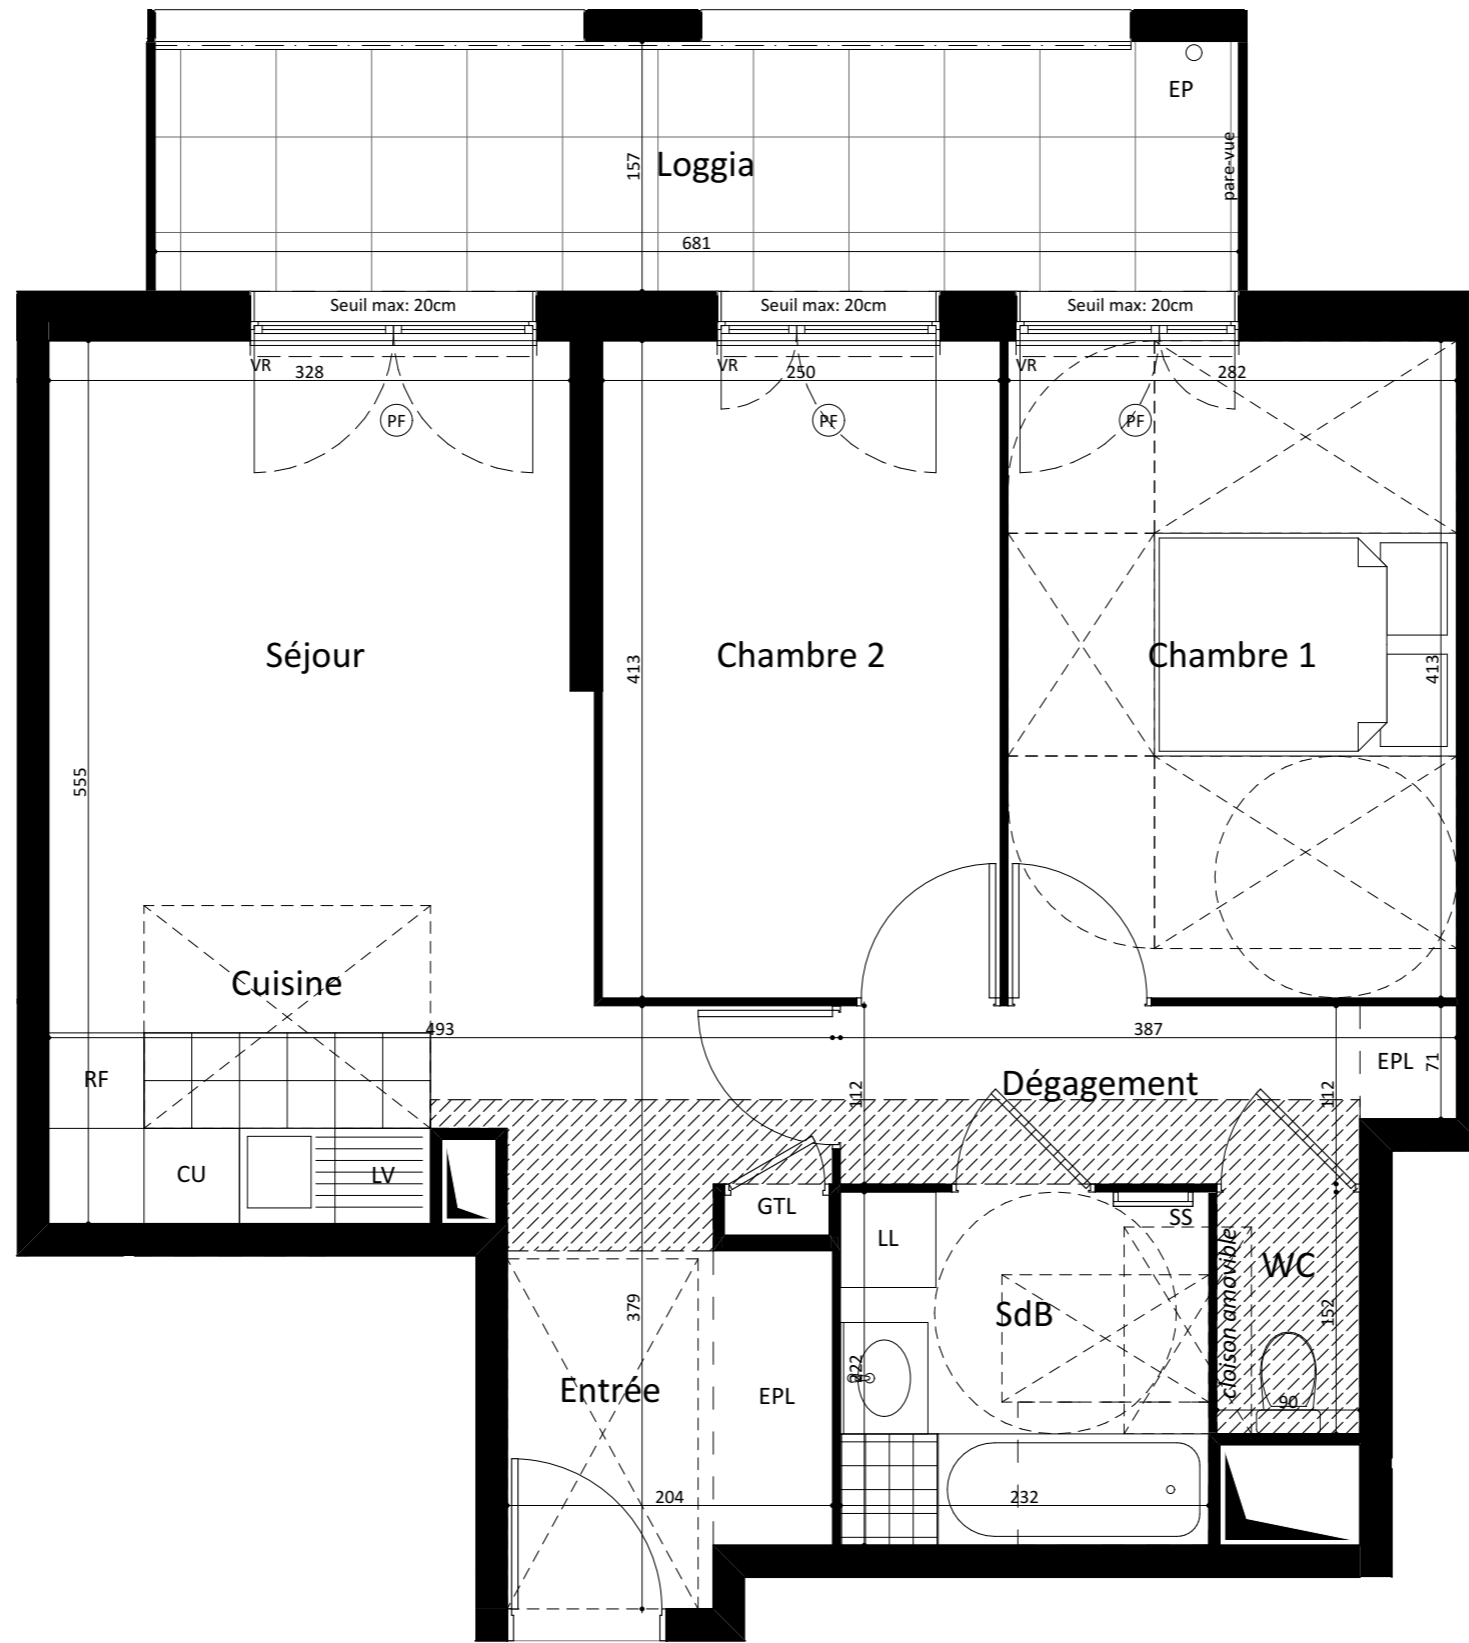 EP
157
Loggia
pare-vue
681
Seuil max: 20cm
Seuil max: 20cm
Seuil max: 20cm
VR
328
VR
250
VR
282
PF
PF
PF
Séjour
413
Chambre 2
Chambre 1
413
555
Cuisine
493
387
RF
112
Dégagement
112
EPL
71
CU
LV
GTL
LL
SS
cloison amovible
WC
379
SdB
152
Entrée
EPL
222
90
204
232